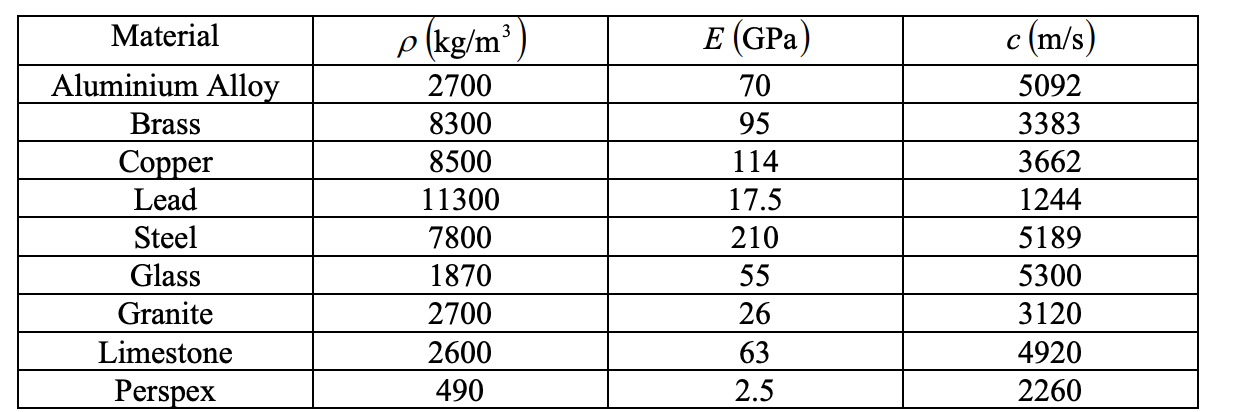 Material ρ (kg/m³) E (GPa) c (m/s)
Aluminium Alloy 2700 70 5092
Brass 8300 95 3383
Copper 8500 114 3662
Lead 11300 17.5 1244
Steel 7800 210 5189
Glass 1870 55 5300
Granite 2700 26 3120
Limestone 2600 63 4920
Perspex 490 2.5 2260